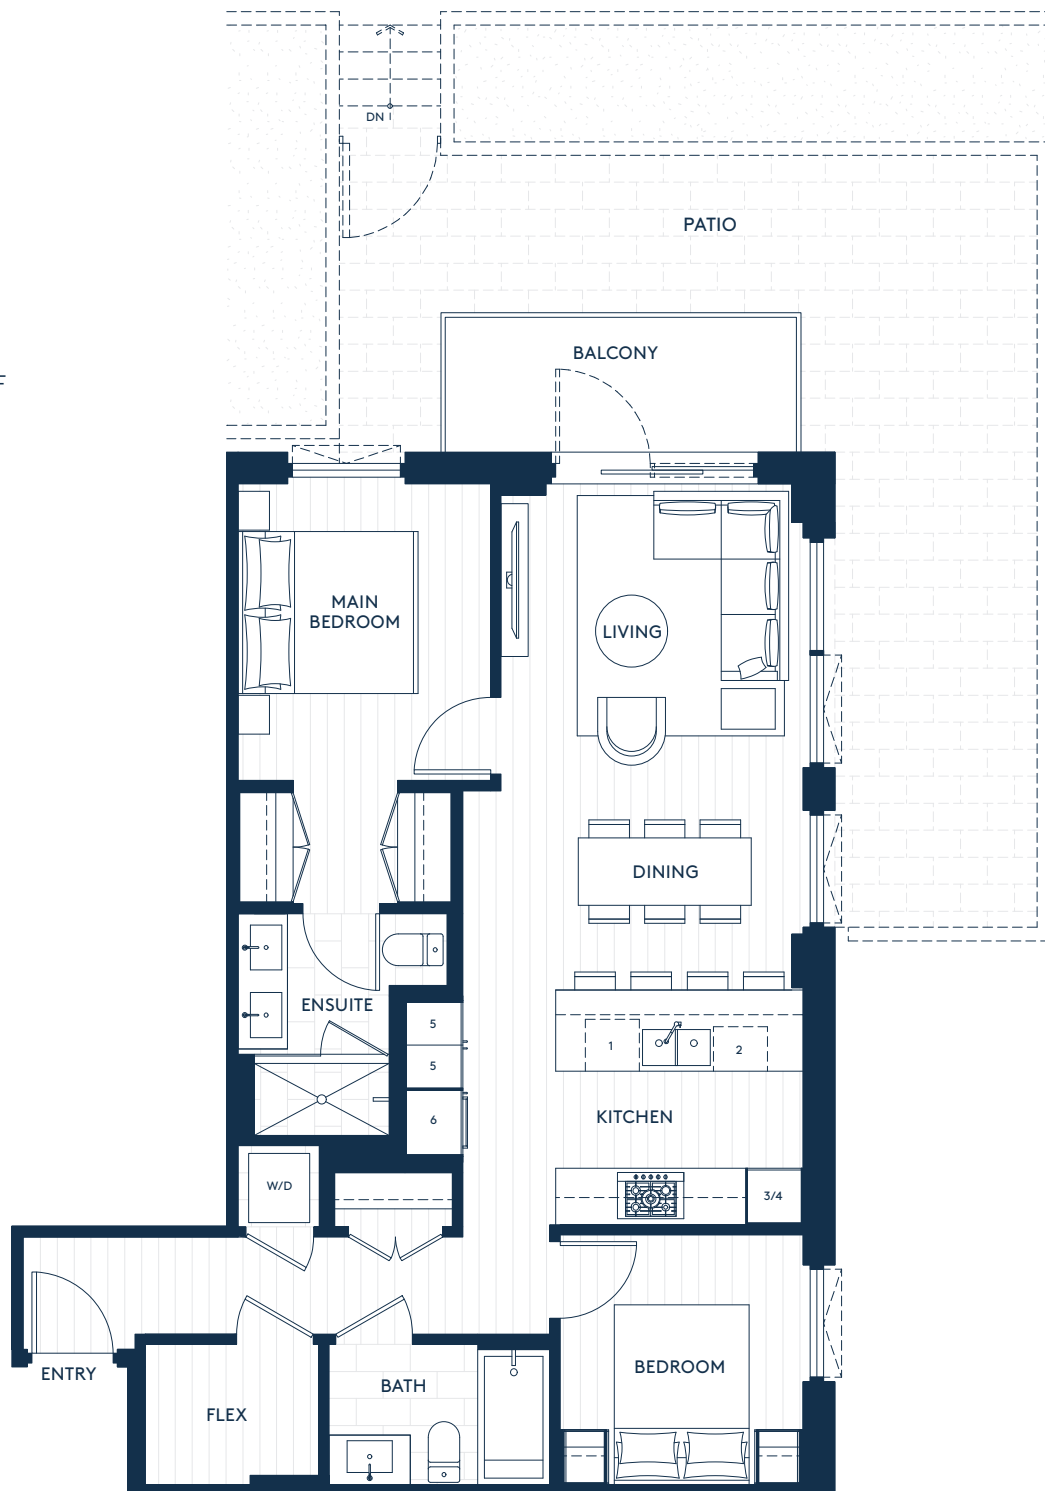 DN
PATIO
BALCONY
MAIN
BEDROOM
LIVING
DINING
ENSUITE
5
1
2
5
KITCHEN
6
W/D
3/4
BEDROOM
ENTRY
BATH
FLEX